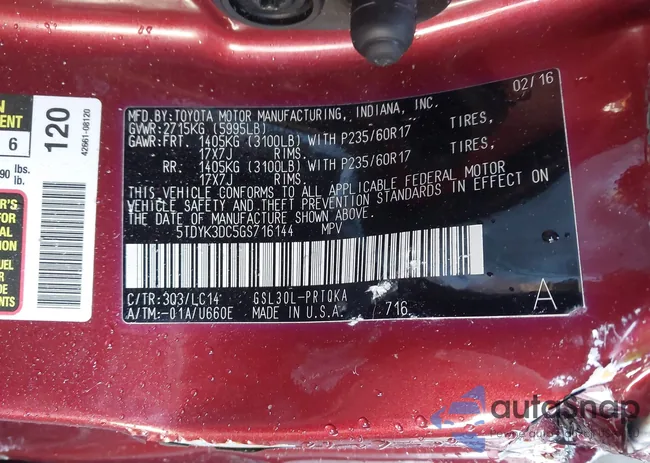 02/16
MFD.BY:TOYOTA MOTOR MANUFACTURING, INDIANA, INC.
GVWR:2715KG (5995LB)
GAWR:FRT. 1405KG (3100LB) WITH P235/60R17 TIRES,
17X7J RIMS.
RR. 1405KG (3100LB) WITH P235/60R17 TIRES,
17X7J RIMS.
THIS VEHICLE CONFORMS TO ALL APPLICABLE FEDERAL MOTOR
VEHICLE SAFETY AND THEFT PREVENTION STANDARDS IN EFFECT ON
THE DATE OF MANUFACTURE SHOWN ABOVE.
5TDYK3DC5GS716144 MPV
C/TR:3Q3/LC14 GSL30L-PRTQKA
A/TM:-01A/U660E MADE IN U.S.A. 716
A
120
42661-08120
6
90 lbs.
lb.
autoSnap